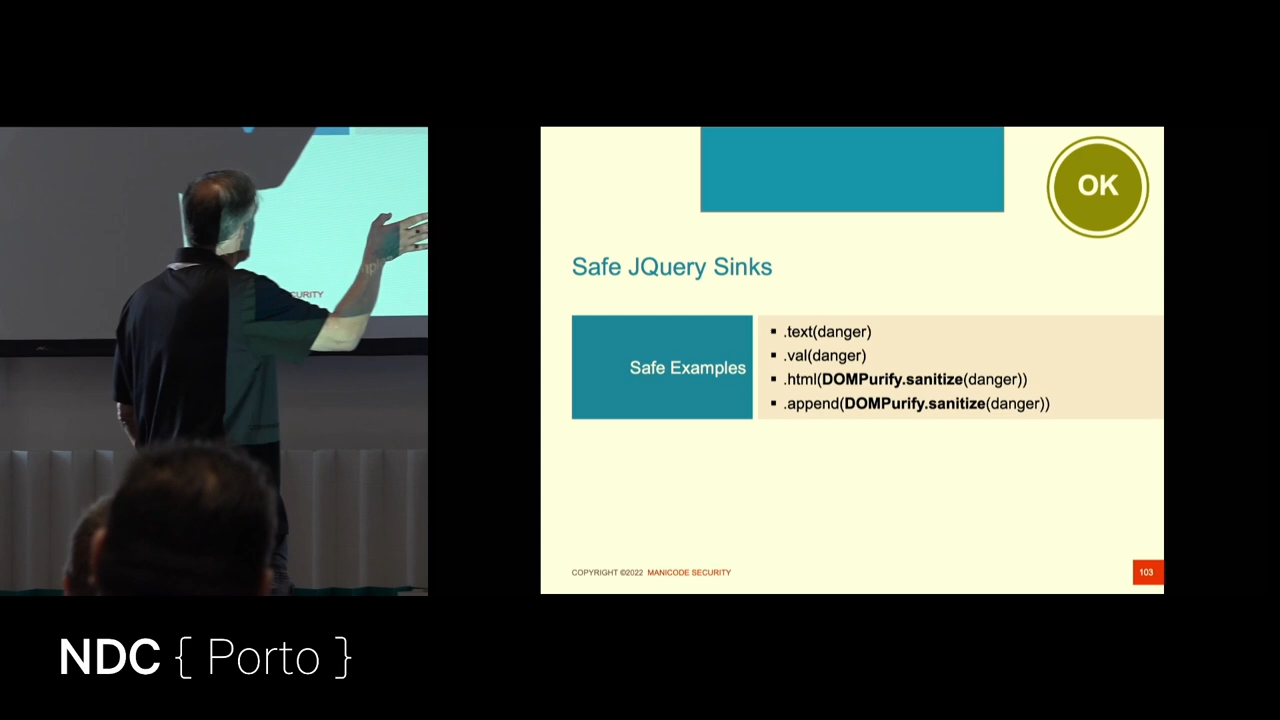 CURITY
OK
Safe JQuery Sinks
Safe Examples
▪ .text(danger)
▪ .val(danger)
▪ .html(DOMPurify.sanitize(danger))
▪ .append(DOMPurify.sanitize(danger))
COPYRIGHT ©2022 MANICODE SECURITY
103
NDC { Porto }